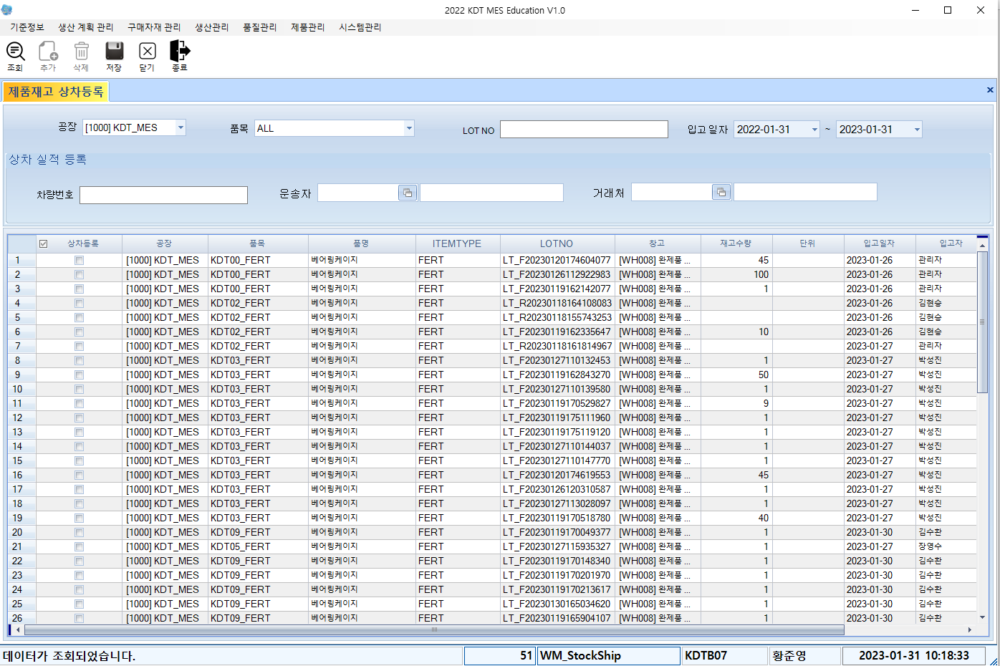 2022 KDT MES Education V1.0
기준정보 생산 계획 관리 구매자재 관리 생산관리 품질관리 제품관리 시스템관리
조회 추가 삭제 저장 닫기 종료
제품재고 상차등록
공장 [1000] KDT_MES 품목 ALL LOT NO 입고 일자 2022-01-31 ~ 2023-01-31
상차 실적 등록
차량번호 운송자 거래처
상차등록 공장 품목 품명 ITEMTYPE LOTNO 창고 재고수량 단위 입고일자 입고자
1 [1000] KDT_MES KDT00_FERT 베어링케이지 FERT LT_F20230120174604077 [WH008] 완제품 ... 45 2023-01-26 관리자
2 [1000] KDT_MES KDT00_FERT 베어링케이지 FERT LT_F20230126112922983 [WH008] 완제품 ... 100 2023-01-26 관리자
3 [1000] KDT_MES KDT00_FERT 베어링케이지 FERT LT_F20230119162142077 [WH008] 완제품 ... 1 2023-01-26 관리자
4 [1000] KDT_MES KDT02_FERT 베어링케이지 FERT LT_R20230118164108083 [WH008] 완제품 ... 2023-01-26 김현승
5 [1000] KDT_MES KDT02_FERT 베어링케이지 FERT LT_R20230118155743253 [WH008] 완제품 ... 2023-01-26 김현승
6 [1000] KDT_MES KDT02_FERT 베어링케이지 FERT LT_F20230119162335647 [WH008] 완제품 ... 10 2023-01-26 김현승
7 [1000] KDT_MES KDT02_FERT 베어링케이지 FERT LT_R20230118161814967 [WH008] 완제품 ... 2023-01-27 관리자
8 [1000] KDT_MES KDT03_FERT 베어링케이지 FERT LT_F20230127110132453 [WH008] 완제품 ... 1 2023-01-27 박성진
9 [1000] KDT_MES KDT03_FERT 베어링케이지 FERT LT_F20230119162843270 [WH008] 완제품 ... 50 2023-01-27 박성진
10 [1000] KDT_MES KDT03_FERT 베어링케이지 FERT LT_F20230127110139580 [WH008] 완제품 ... 1 2023-01-27 박성진
11 [1000] KDT_MES KDT03_FERT 베어링케이지 FERT LT_F20230119170529827 [WH008] 완제품 ... 9 2023-01-27 박성진
12 [1000] KDT_MES KDT03_FERT 베어링케이지 FERT LT_F20230119175111960 [WH008] 완제품 ... 1 2023-01-27 박성진
13 [1000] KDT_MES KDT03_FERT 베어링케이지 FERT LT_F20230119175119120 [WH008] 완제품 ... 1 2023-01-27 박성진
14 [1000] KDT_MES KDT03_FERT 베어링케이지 FERT LT_F20230127110144037 [WH008] 완제품 ... 1 2023-01-27 박성진
15 [1000] KDT_MES KDT03_FERT 베어링케이지 FERT LT_F20230127110147770 [WH008] 완제품 ... 1 2023-01-27 박성진
16 [1000] KDT_MES KDT03_FERT 베어링케이지 FERT LT_F20230120174619553 [WH008] 완제품 ... 45 2023-01-27 박성진
17 [1000] KDT_MES KDT03_FERT 베어링케이지 FERT LT_F20230126120310587 [WH008] 완제품 ... 1 2023-01-27 박성진
18 [1000] KDT_MES KDT03_FERT 베어링케이지 FERT LT_F20230127113028097 [WH008] 완제품 ... 1 2023-01-27 박성진
19 [1000] KDT_MES KDT03_FERT 베어링케이지 FERT LT_F20230119170518780 [WH008] 완제품 ... 40 2023-01-27 박성진
20 [1000] KDT_MES KDT09_FERT 베어링케이지 FERT LT_F20230119170049377 [WH008] 완제품 ... 1 2023-01-30 김수환
21 [1000] KDT_MES KDT05_FERT 베어링케이지 FERT LT_F20230127115935327 [WH008] 완제품 ... 1 2023-01-27 장영수
22 [1000] KDT_MES KDT09_FERT 베어링케이지 FERT LT_F20230119170148340 [WH008] 완제품 ... 1 2023-01-30 김수환
23 [1000] KDT_MES KDT09_FERT 베어링케이지 FERT LT_F20230119170201970 [WH008] 완제품 ... 1 2023-01-30 김수환
24 [1000] KDT_MES KDT09_FERT 베어링케이지 FERT LT_F20230119170213617 [WH008] 완제품 ... 1 2023-01-30 김수환
25 [1000] KDT_MES KDT09_FERT 베어링케이지 FERT LT_F20230130165034620 [WH008] 완제품 ... 1 2023-01-30 김수환
26 [1000] KDT_MES KDT09_FERT 베어링케이지 FERT LT_F20230119165904107 [WH008] 완제품 ... 1 2023-01-30 김수환
데이터가 조회되었습니다. 51 WM_StockShip KDTB07 황준영 2023-01-31 10:18:33